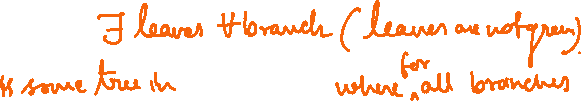 ∃ leaves ∀ branch (leaves are not green)
some tree in where for all branches